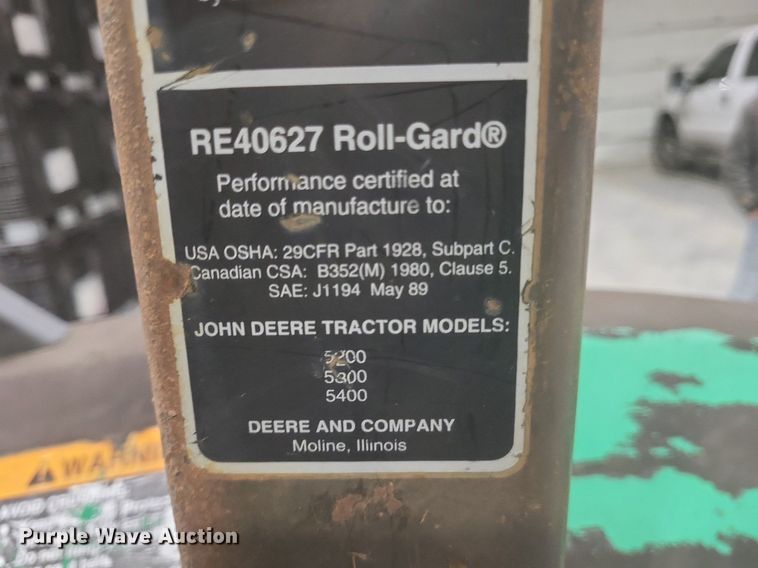 RE40627 Roll-Gard®
Performance certified at
date of manufacture to:
USA OSHA: 29CFR Part 1928, Subpart C.
Canadian CSA: B352(M) 1980, Clause 5.
SAE: J1194 May 89
JOHN DEERE TRACTOR MODELS:
5200
5300
5400
DEERE AND COMPANY
Moline, Illinois
WARNI
AVOID
Purple Wave Auction